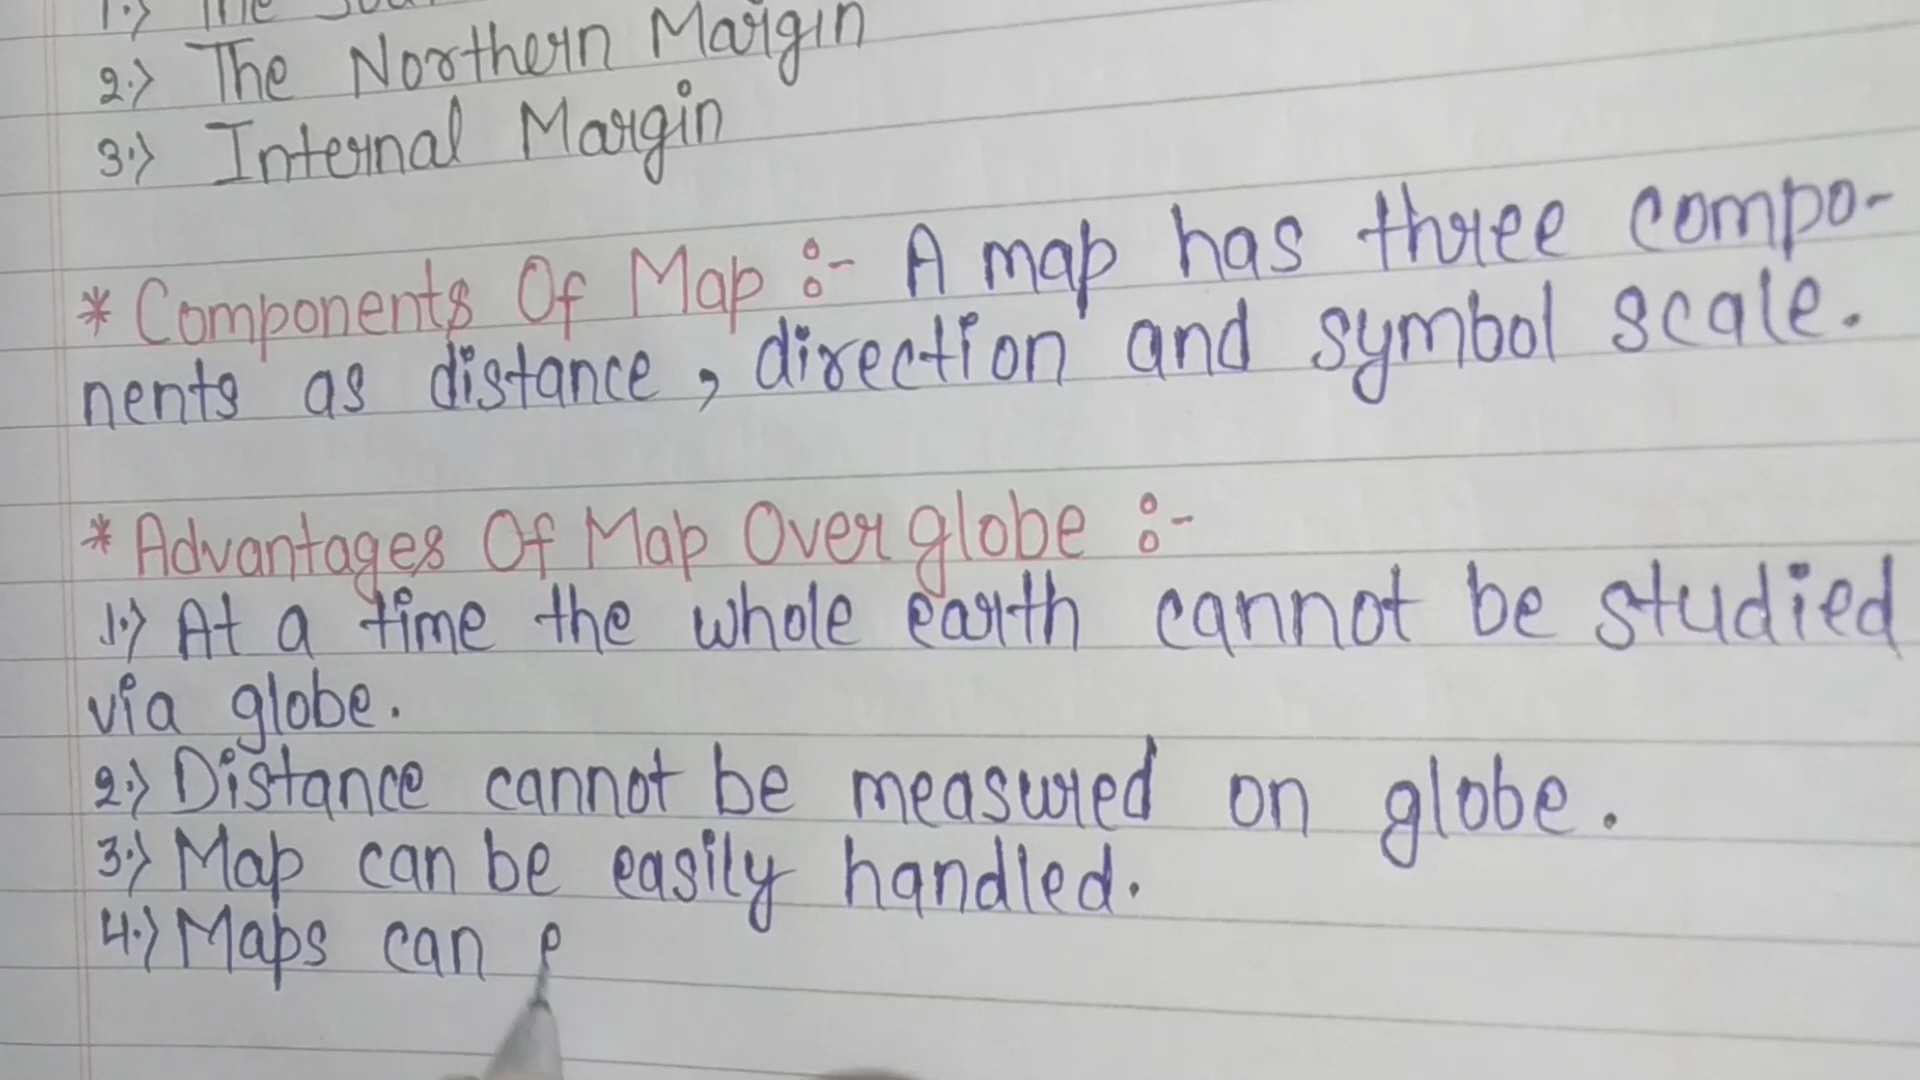 1.) The
2.) The Northern Margin
3.) Internal Margin
* Components Of Map :- A map has three compo-
nents as distance, direction and symbol scale.
* Advantages Of Map Over globe :-
1.) At a time the whole earth cannot be studied
via globe.
2.) Distance cannot be measured on globe.
3.) Map can be easily handled.
4.) Maps can